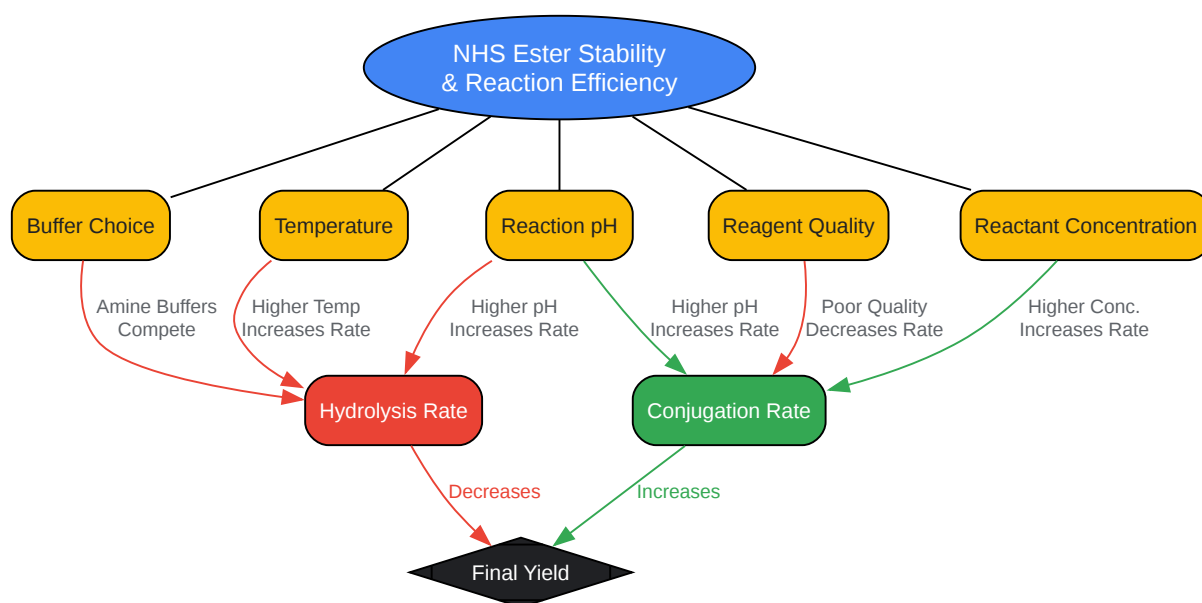 NHS Ester Stability
& Reaction Efficiency
Buffer Choice
Temperature
Reaction pH
Reagent Quality
Reactant Concentration
Amine Buffers
Compete
Higher Temp
Increases Rate
Higher pH
Increases Rate
Higher pH
Increases Rate
Poor Quality
Decreases Rate
Higher Conc.
Increases Rate
Hydrolysis Rate
Conjugation Rate
Decreases
Increases
Final Yield